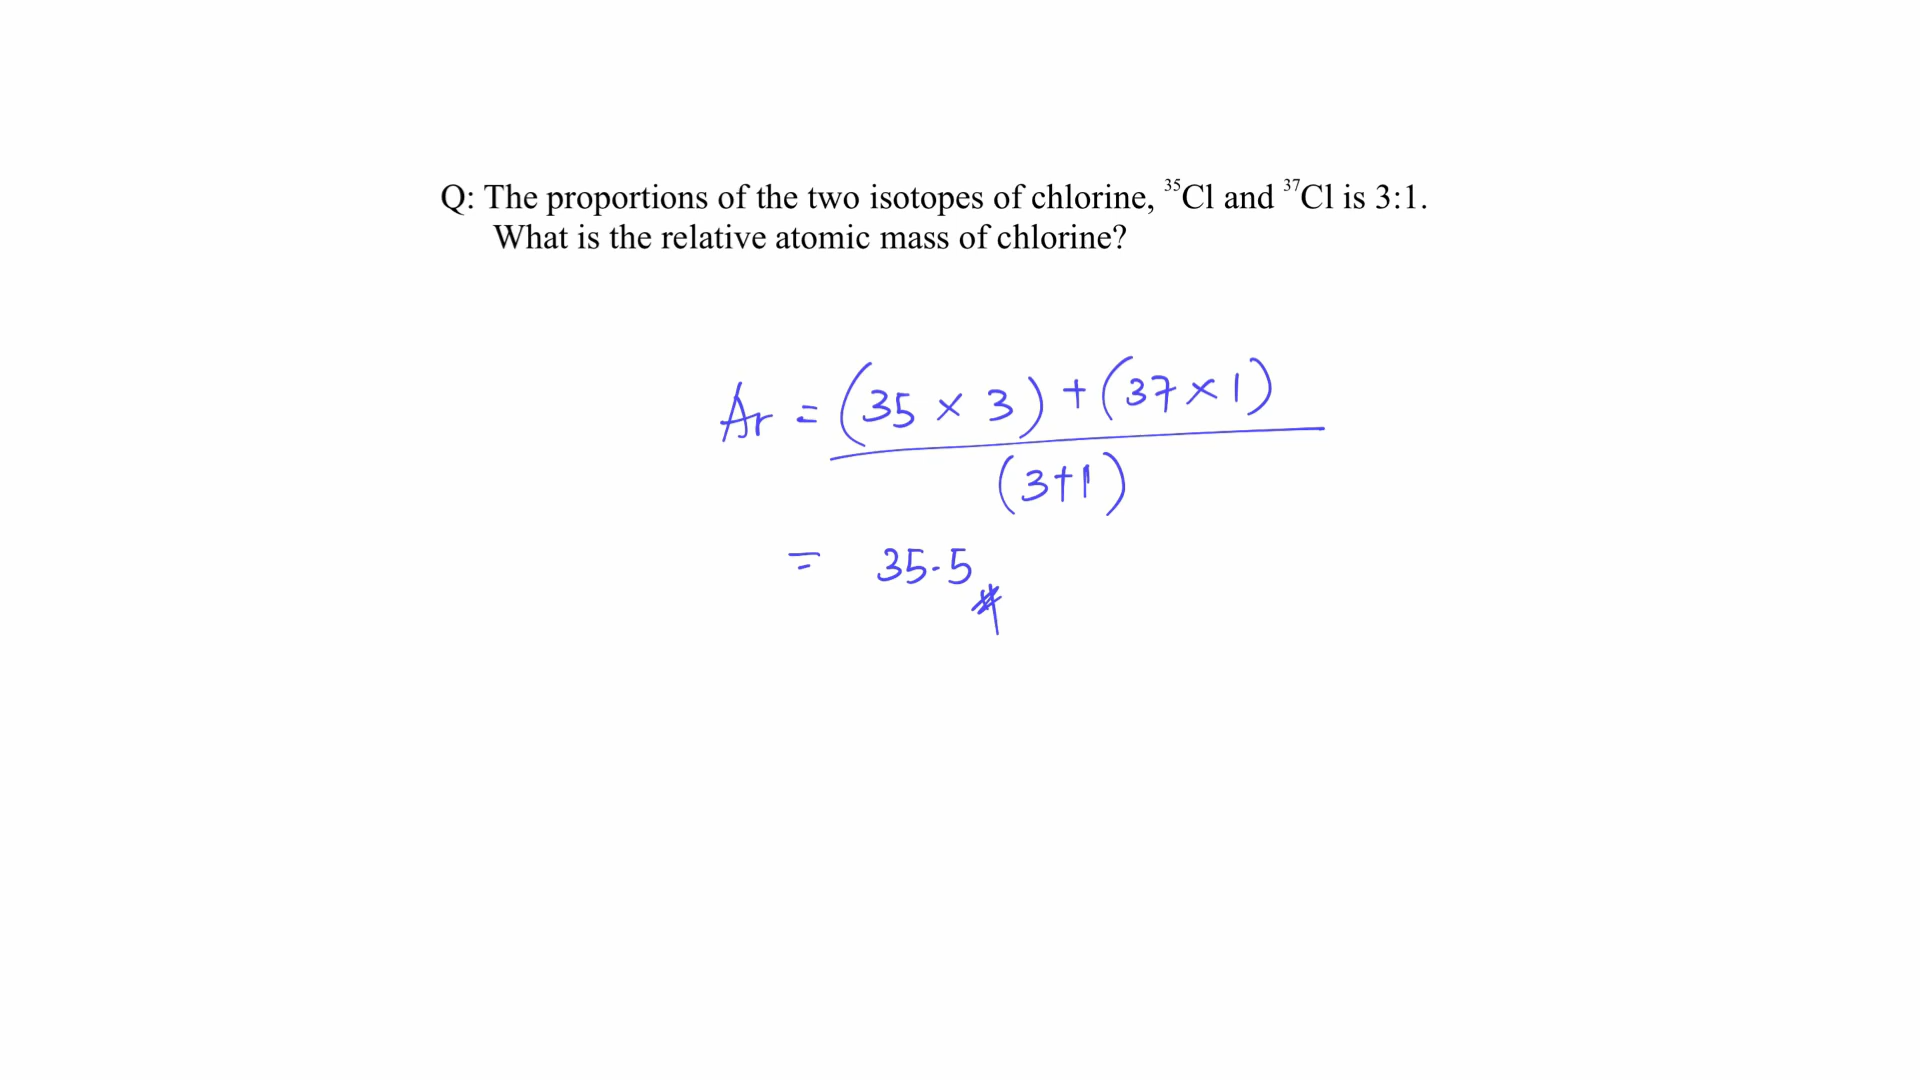 Q: The proportions of the two isotopes of chlorine, ³⁵Cl and ³⁷Cl is 3:1.
What is the relative atomic mass of chlorine?
Ar = (35 × 3) + (37 × 1)
(3+1)
= 35.5 #